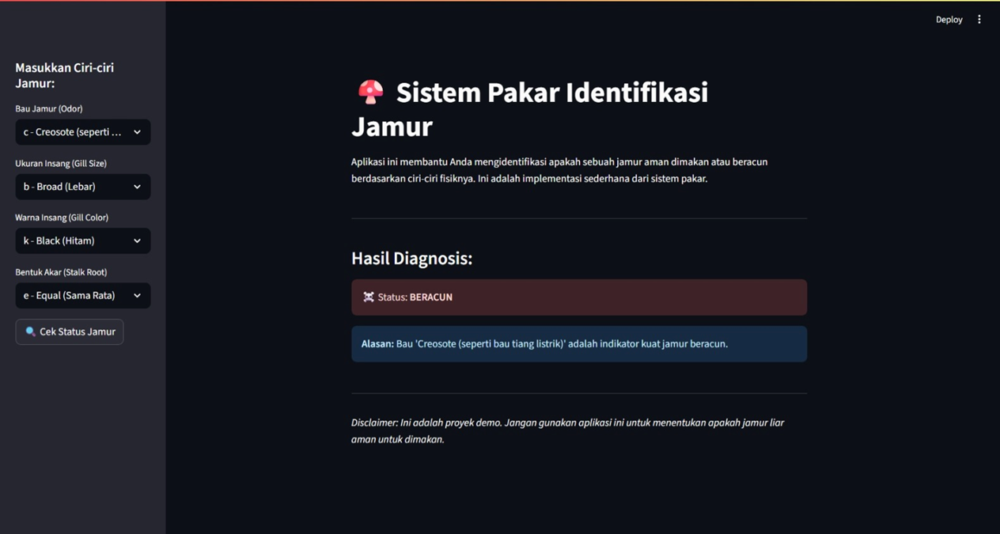 Deploy
Masukkan Ciri-ciri
Jamur:
Bau Jamur (Odor)
c - Creosote (seperti ...
Ukuran Insang (Gill Size)
b - Broad (Lebar)
Warna Insang (Gill Color)
k - Black (Hitam)
Bentuk Akar (Stalk Root)
e - Equal (Sama Rata)
Cek Status Jamur
Sistem Pakar Identifikasi
Jamur
Aplikasi ini membantu Anda mengidentifikasi apakah sebuah jamur aman dimakan atau beracun
berdasarkan ciri-ciri fisiknya. Ini adalah implementasi sederhana dari sistem pakar.
Hasil Diagnosis:
Status: BERACUN
Alasan: Bau 'Creosote (seperti bau tiang listrik)' adalah indikator kuat jamur beracun.
Disclaimer: Ini adalah proyek demo. Jangan gunakan aplikasi ini untuk menentukan apakah jamur liar
aman untuk dimakan.